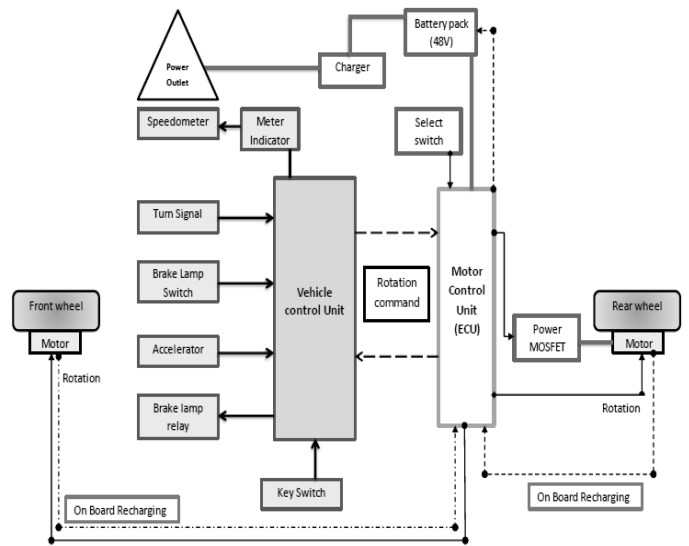 Power
Outlet
Charger
Battery pack
(48V)
Speedometer
Meter
Indicator
Select
switch
Turn Signal
Brake Lamp
Switch
Accelerator
Brake lamp
relay
Key Switch
Vehicle
control Unit
Rotation
command
Motor
Control
Unit
(ECU)
Power
MOSFET
Front wheel
Motor
Rotation
Rear wheel
Motor
Rotation
On Board Recharging
On Board Recharging